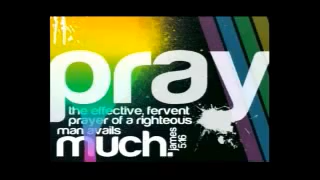 pray
the effective, fervent
prayer of a righteous
man avails
much.
james
5:16